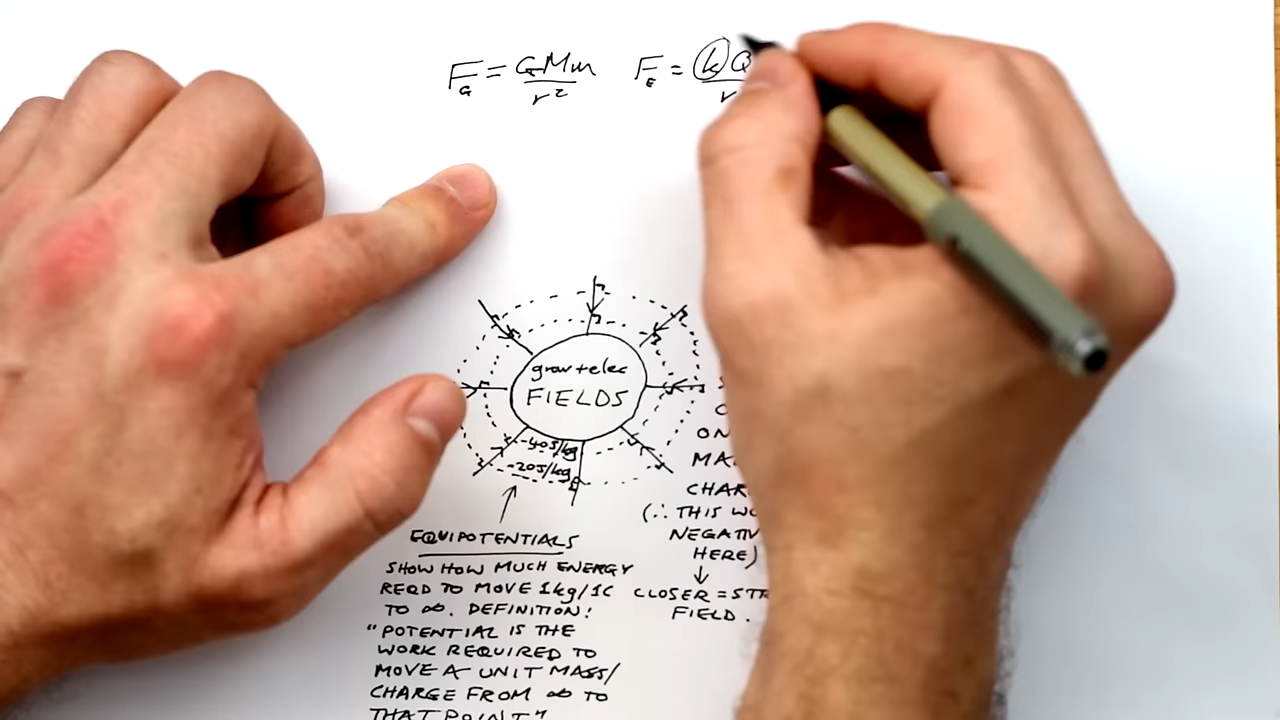 F_G = GMm/r²
F_E = kQ
r
grav+elec
FIELDS
-40J/kg
-20J/kg
EQUIPOTENTIALS
SHOW HOW MUCH ENERGY
REQD TO MOVE 1kg/1C
TO ∞. DEFINITION:
"POTENTIAL IS THE
WORK REQUIRED TO
MOVE A UNIT MASS/
CHARGE FROM ∞ TO
THAT POINT"
ON
MA
CHAR
(∴ THIS WO
NEGATIV
HERE)
CLOSER = STR
FIELD.